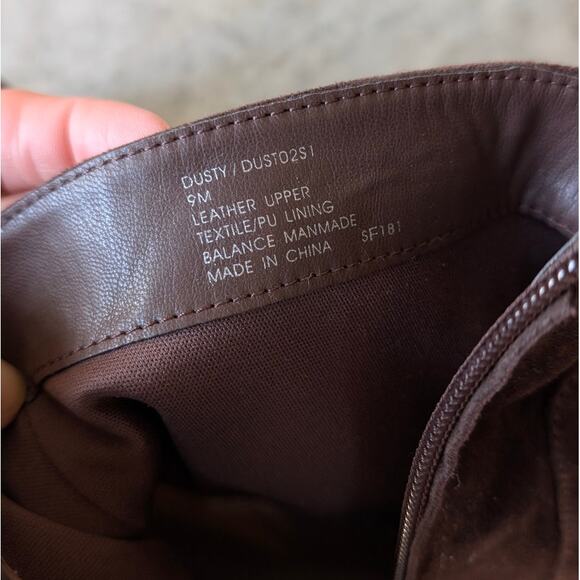 DUSTY / DUST02S1
9M
LEATHER UPPER
TEXTILE/PU LINING
BALANCE MANMADE
MADE IN CHINA SF181